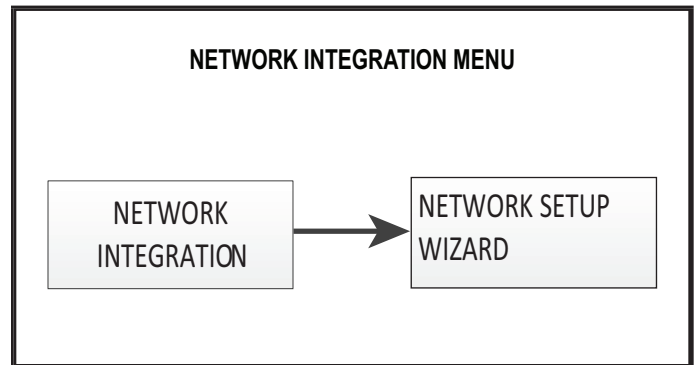 NETWORK INTEGRATION MENU
NETWORK
INTEGRATION
NETWORK SETUP
WIZARD